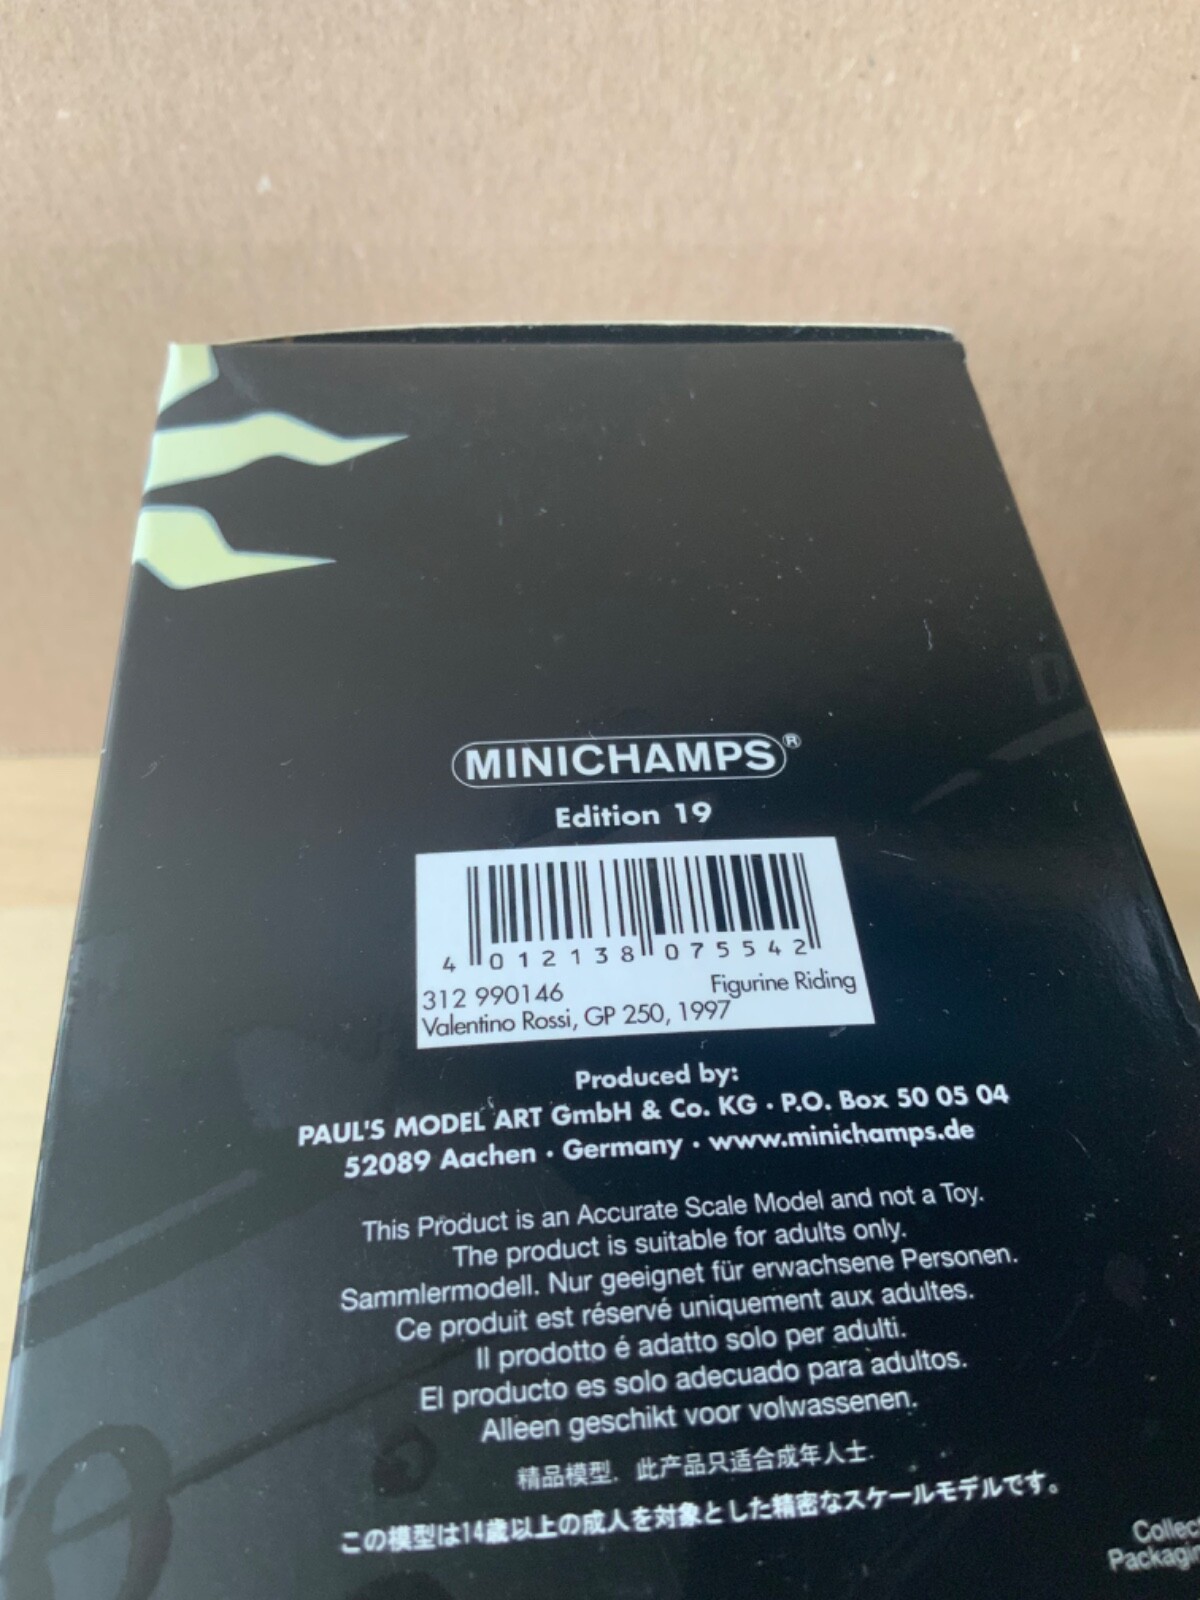 MINICHAMPS®
Edition 19
4 012138 075542
312 990146 Figurine Riding
Valentino Rossi, GP 250, 1997
Produced by:
PAUL'S MODEL ART GmbH & Co. KG · P.O. Box 50 05 04
52089 Aachen · Germany · www.minichamps.de
This Product is an Accurate Scale Model and not a Toy.
The product is suitable for adults only.
Sammlermodell. Nur geeignet für erwachsene Personen.
Ce produit est réservé uniquement aux adultes.
Il prodotto é adatto solo per adulti.
El producto es solo adecuado para adultos.
Alleen geschikt voor volwassenen.
精品模型. 此产品只适合成年人士.
この模型は14歳以上の成人を対象とした精密なスケールモデルです。